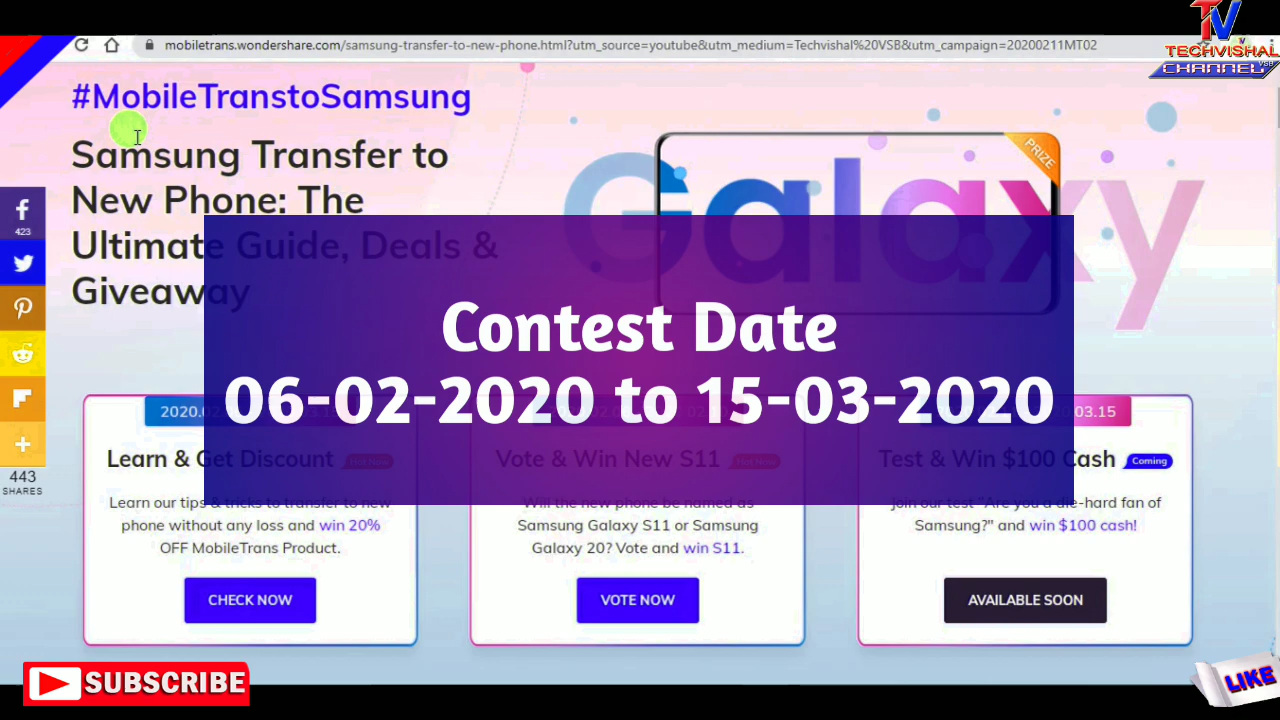 TV
TECHVISHAL
CHANNEL VSB
mobiletrans.wondershare.com/samsung-transfer-to-new-phone.html?utm_source=youtube&utm_medium=Techvishal%20VSB&utm_campaign=20200211MT02
#MobileTranstoSamsung
Samsung Transfer to
New Phone: The
Ultimate Guide, Deals &
Giveaway
Galaxy
PRIZE
423
443
SHARES
Contest Date
06-02-2020 to 15-03-2020
2020.02
03.15
Learn & Get Discount
Vote & Win New S11
Test & Win $100 Cash Coming
Learn our tips & tricks to transfer to new
phone without any loss and win 20%
OFF MobileTrans Product.
Will the new phone be named as
Samsung Galaxy S11 or Samsung
Galaxy 20? Vote and win S11.
Join our test "Are you a die-hard fan of
Samsung?" and win $100 cash!
CHECK NOW
VOTE NOW
AVAILABLE SOON
SUBSCRIBE
LIKE